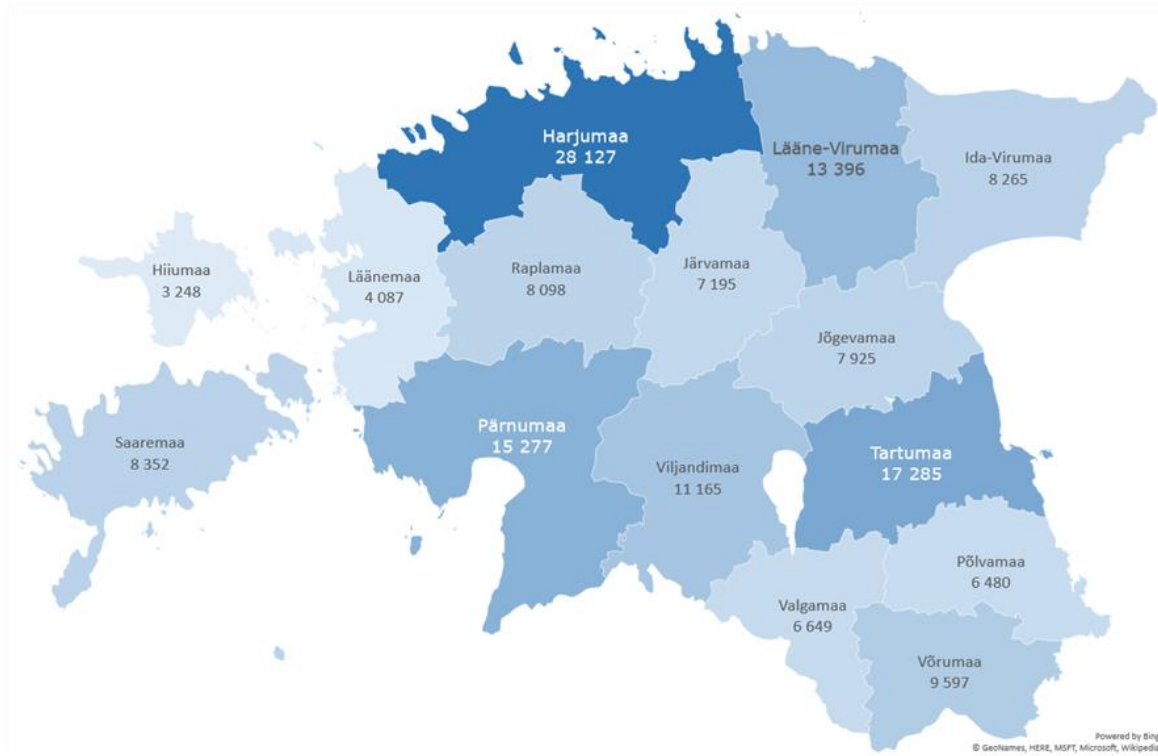 Harjumaa
28 127
Lääne-Virumaa
13 396
Ida-Virumaa
8 265
Hiiumaa
3 248
Läänemaa
4 087
Raplamaa
8 098
Järvamaa
7 195
Jõgevamaa
7 925
Saaremaa
8 352
Pärnumaa
15 277
Viljandimaa
11 165
Tartumaa
17 285
Põlvamaa
6 480
Valgamaa
6 649
Võrumaa
9 597
Powered by Bing
© GeoNames, HERE, MSFT, Microsoft, Wikipedia